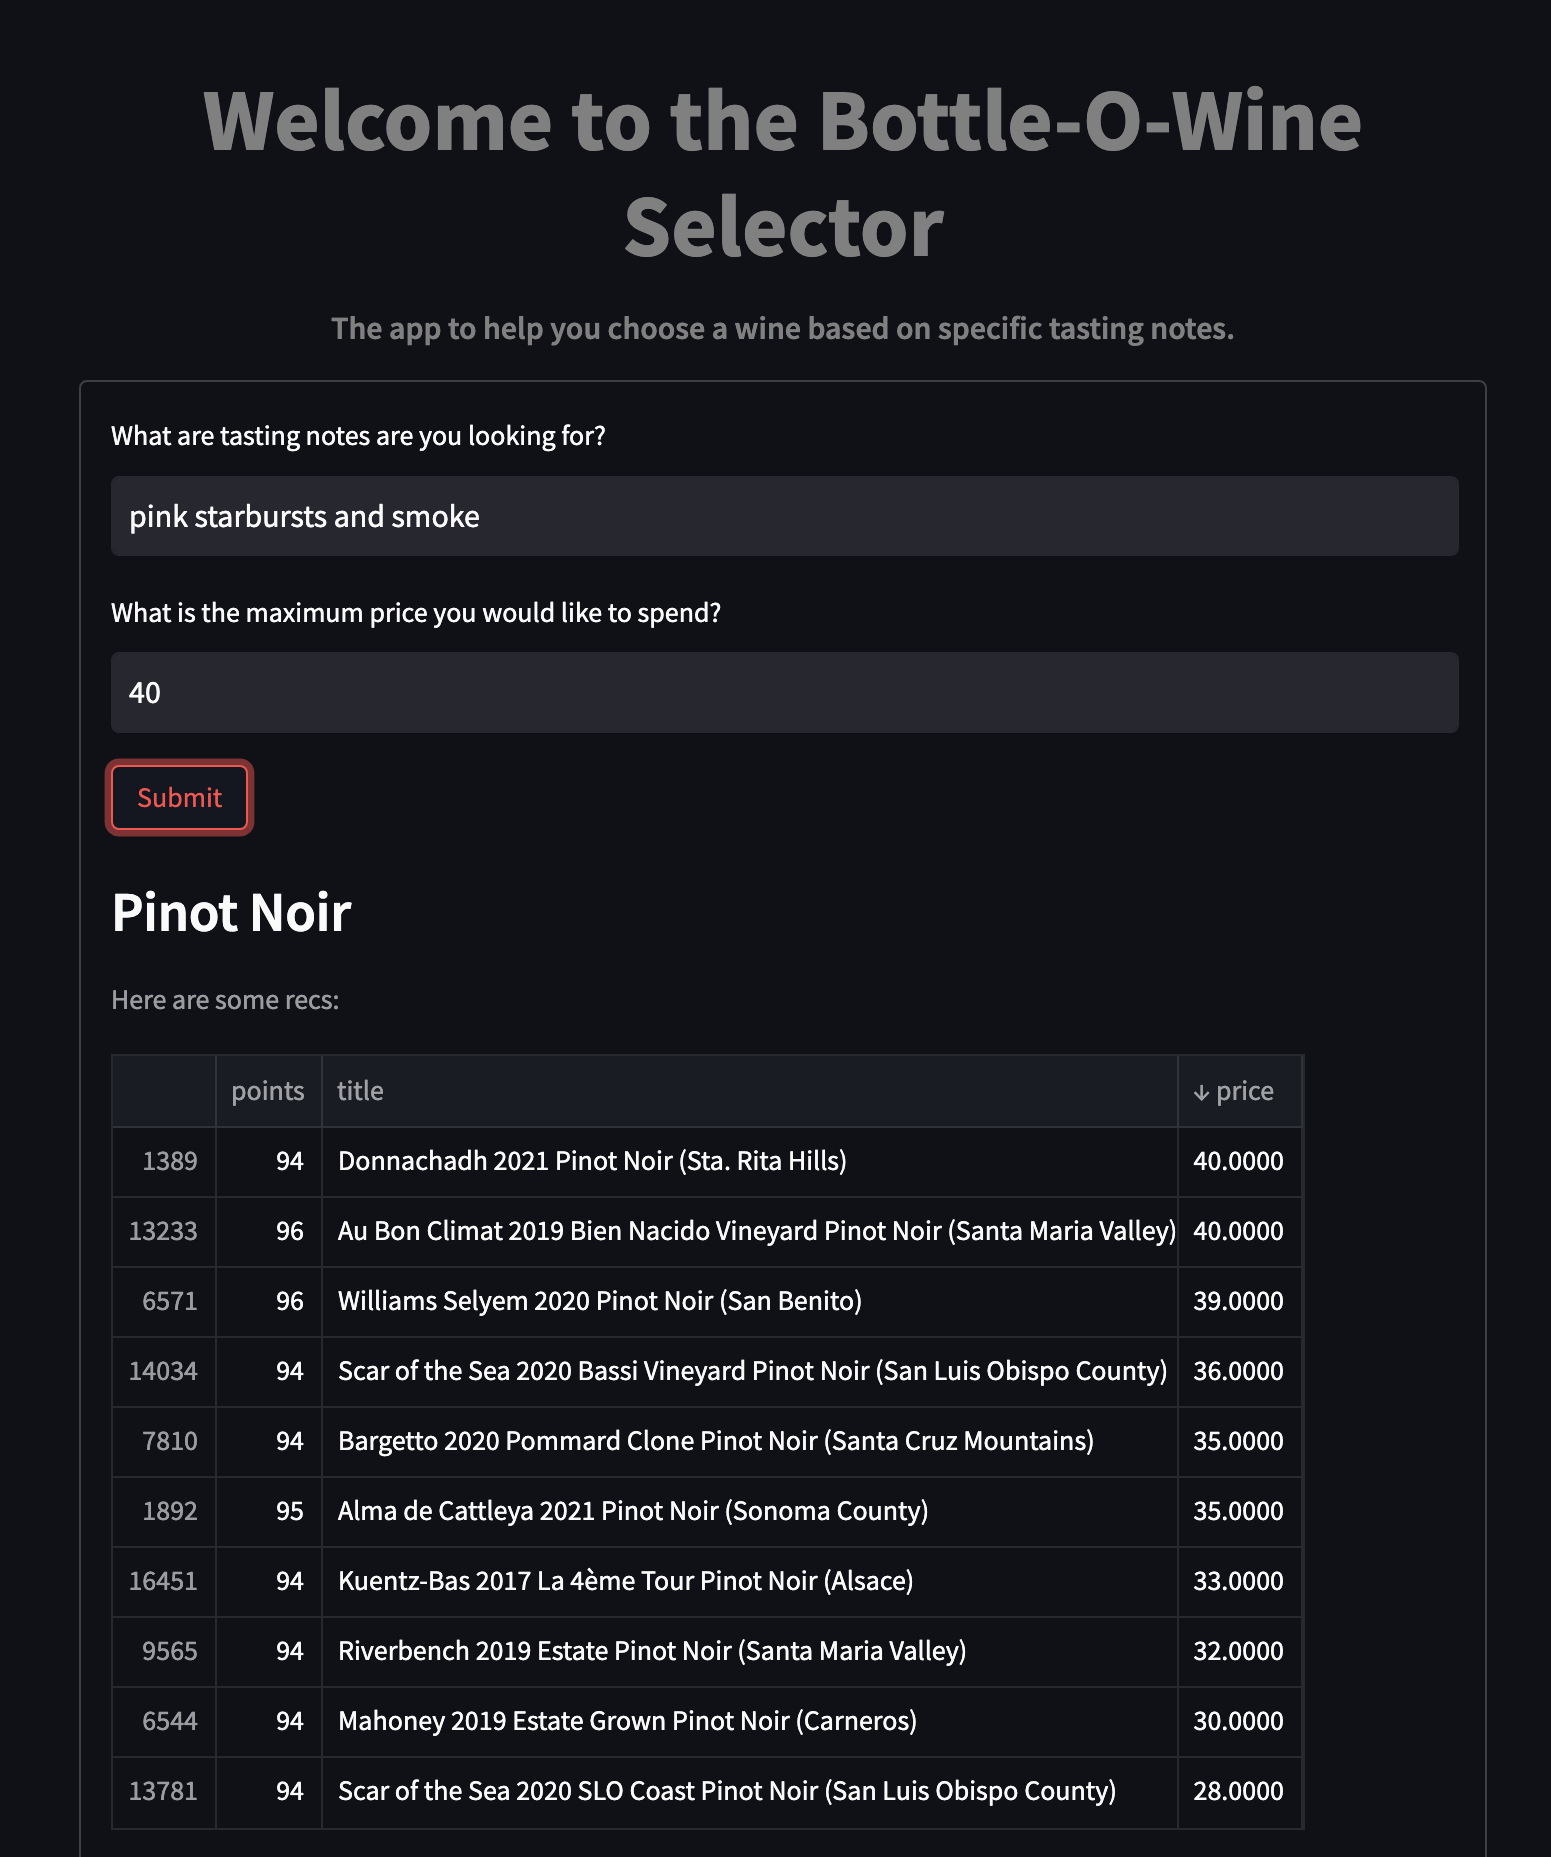 Welcome to the Bottle-O-Wine
Selector
The app to help you choose a wine based on specific tasting notes.
What are tasting notes are you looking for?
pink starbursts and smoke
What is the maximum price you would like to spend?
40
Submit
Pinot Noir
Here are some recs:
points title ↓ price
1389 94 Donnachadh 2021 Pinot Noir (Sta. Rita Hills) 40.0000
13233 96 Au Bon Climat 2019 Bien Nacido Vineyard Pinot Noir (Santa Maria Valley) 40.0000
6571 96 Williams Selyem 2020 Pinot Noir (San Benito) 39.0000
14034 94 Scar of the Sea 2020 Bassi Vineyard Pinot Noir (San Luis Obispo County) 36.0000
7810 94 Bargetto 2020 Pommard Clone Pinot Noir (Santa Cruz Mountains) 35.0000
1892 95 Alma de Cattleya 2021 Pinot Noir (Sonoma County) 35.0000
16451 94 Kuentz-Bas 2017 La 4ème Tour Pinot Noir (Alsace) 33.0000
9565 94 Riverbench 2019 Estate Pinot Noir (Santa Maria Valley) 32.0000
6544 94 Mahoney 2019 Estate Grown Pinot Noir (Carneros) 30.0000
13781 94 Scar of the Sea 2020 SLO Coast Pinot Noir (San Luis Obispo County) 28.0000